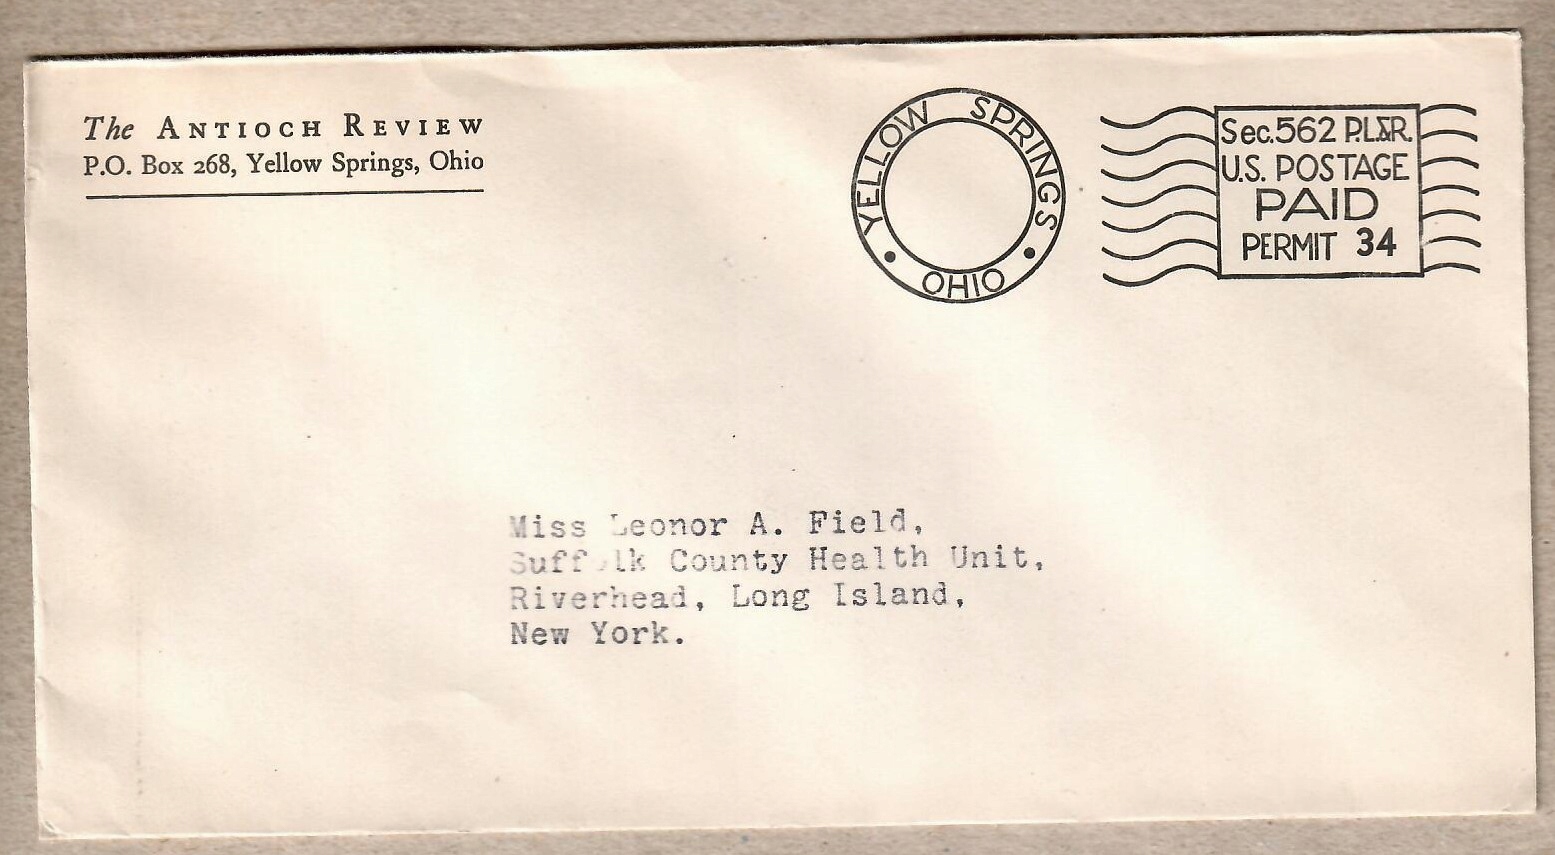 The ANTIOCH REVIEW
P.O. Box 268, Yellow Springs, Ohio
YELLOW SPRINGS
• OHIO •
Sec.562 P.L.&R.
U.S. POSTAGE
PAID
PERMIT 34
Miss Leonor A. Field,
Suffolk County Health Unit,
Riverhead, Long Island,
New York.